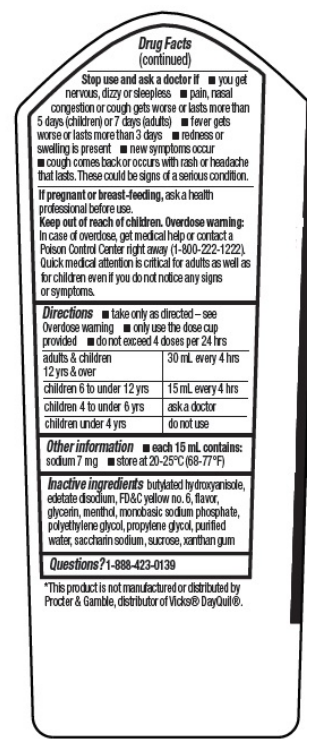 Drug Facts
(continued)
Stop use and ask a doctor if ■ you get
nervous, dizzy or sleepless ■ pain, nasal
congestion or cough gets worse or lasts more than
5 days (children) or 7 days (adults) ■ fever gets
worse or lasts more than 3 days ■ redness or
swelling is present ■ new symptoms occur
■ cough comes back or occurs with rash or headache
that lasts. These could be signs of a serious condition.
If pregnant or breast-feeding, ask a health
professional before use.
Keep out of reach of children. Overdose warning:
In case of overdose, get medical help or contact a
Poison Control Center right away (1-800-222-1222).
Quick medical attention is critical for adults as well as
for children even if you do not notice any signs
or symptoms.
Directions ■ take only as directed – see
Overdose warning ■ only use the dose cup
provided ■ do not exceed 4 doses per 24 hrs
adults & children 30 mL every 4 hrs
12 yrs & over
children 6 to under 12 yrs 15 mL every 4 hrs
children 4 to under 6 yrs ask a doctor
children under 4 yrs do not use
Other information ■ each 15 mL contains:
sodium 7 mg ■ store at 20-25°C (68-77°F)
Inactive ingredients butylated hydroxyanisole,
edetate disodium, FD&C yellow no. 6, flavor,
glycerin, menthol, monobasic sodium phosphate,
polyethylene glycol, propylene glycol, purified
water, saccharin sodium, sucrose, xanthan gum
Questions? 1-888-423-0139
*This product is not manufactured or distributed by
Procter & Gamble, distributor of Vicks® DayQuil®.